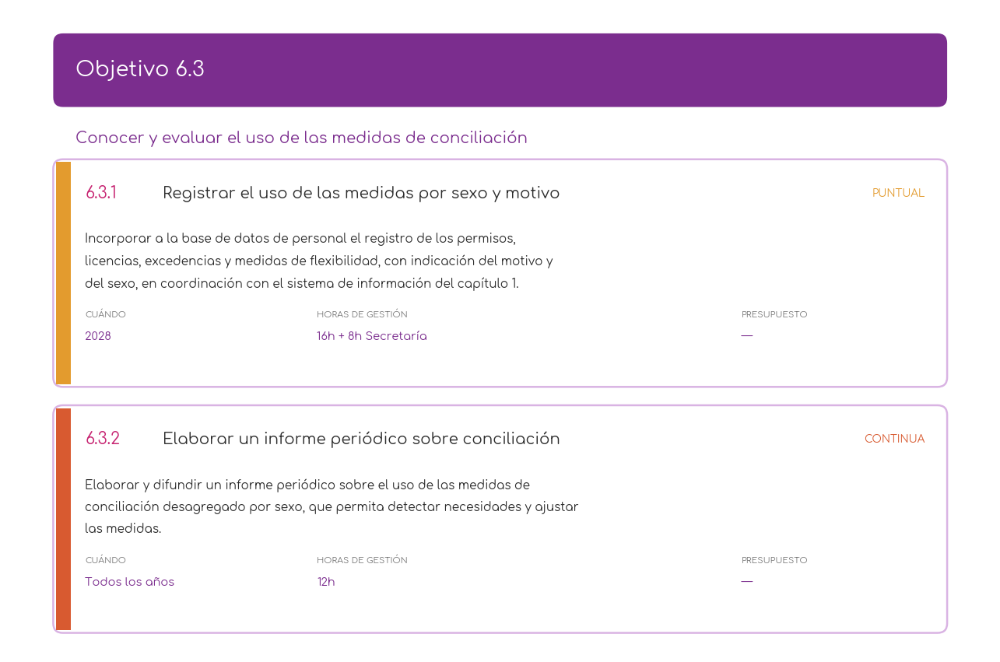 Objetivo 6.3
Conocer y evaluar el uso de las medidas de conciliación
6.3.1 Registrar el uso de las medidas por sexo y motivo PUNTUAL
Incorporar a la base de datos de personal el registro de los permisos,
licencias, excedencias y medidas de flexibilidad, con indicación del motivo y
del sexo, en coordinación con el sistema de información del capítulo 1.
CUÁNDO HORAS DE GESTIÓN PRESUPUESTO
2028 16h + 8h Secretaría —
6.3.2 Elaborar un informe periódico sobre conciliación CONTINUA
Elaborar y difundir un informe periódico sobre el uso de las medidas de
conciliación desagregado por sexo, que permita detectar necesidades y ajustar
las medidas.
CUÁNDO HORAS DE GESTIÓN PRESUPUESTO
Todos los años 12h —